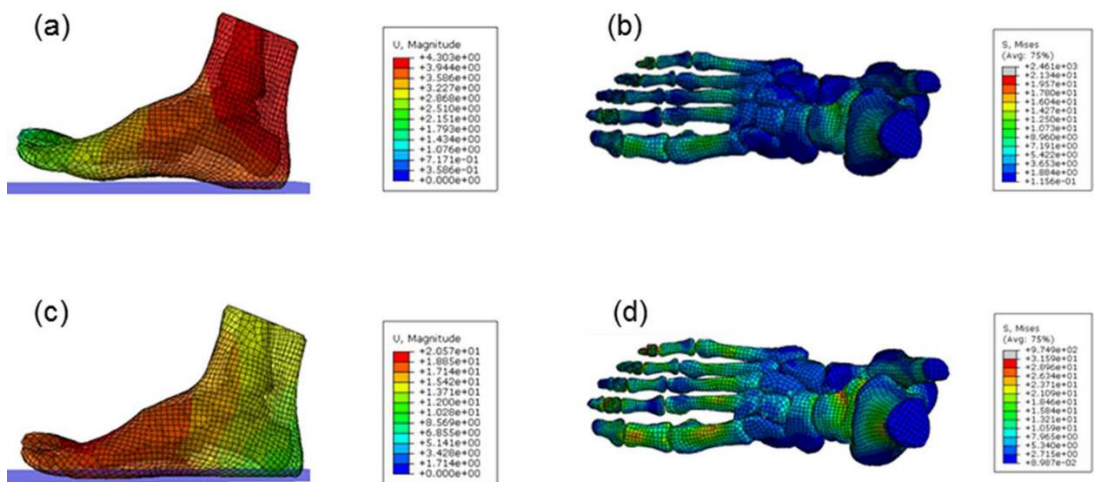 (a)
U, Magnitude
+4.303e+00
+3.944e+00
+3.586e+00
+3.227e+00
+2.868e+00
+2.510e+00
+2.151e+00
+1.793e+00
+1.434e+00
+1.076e+00
+7.171e-01
+3.586e-01
+0.000e+00
(b)
S, Mises
(Avg: 75%)
+2.461e+03
+2.134e+01
+1.957e+01
+1.780e+01
+1.604e+01
+1.427e+01
+1.250e+01
+1.073e+01
+8.960e+00
+7.191e+00
+5.422e+00
+3.653e+00
+1.884e+00
+1.156e-01
(c)
U, Magnitude
+2.057e+01
+1.885e+01
+1.714e+01
+1.542e+01
+1.371e+01
+1.200e+01
+1.028e+01
+8.569e+00
+6.855e+00
+5.141e+00
+3.428e+00
+1.714e+00
+0.000e+00
(d)
S, Mises
(Avg: 75%)
+9.749e+02
+3.159e+01
+2.896e+01
+2.634e+01
+2.371e+01
+2.109e+01
+1.846e+01
+1.584e+01
+1.321e+01
+1.059e+01
+7.965e+00
+5.340e+00
+2.715e+00
+8.987e-02